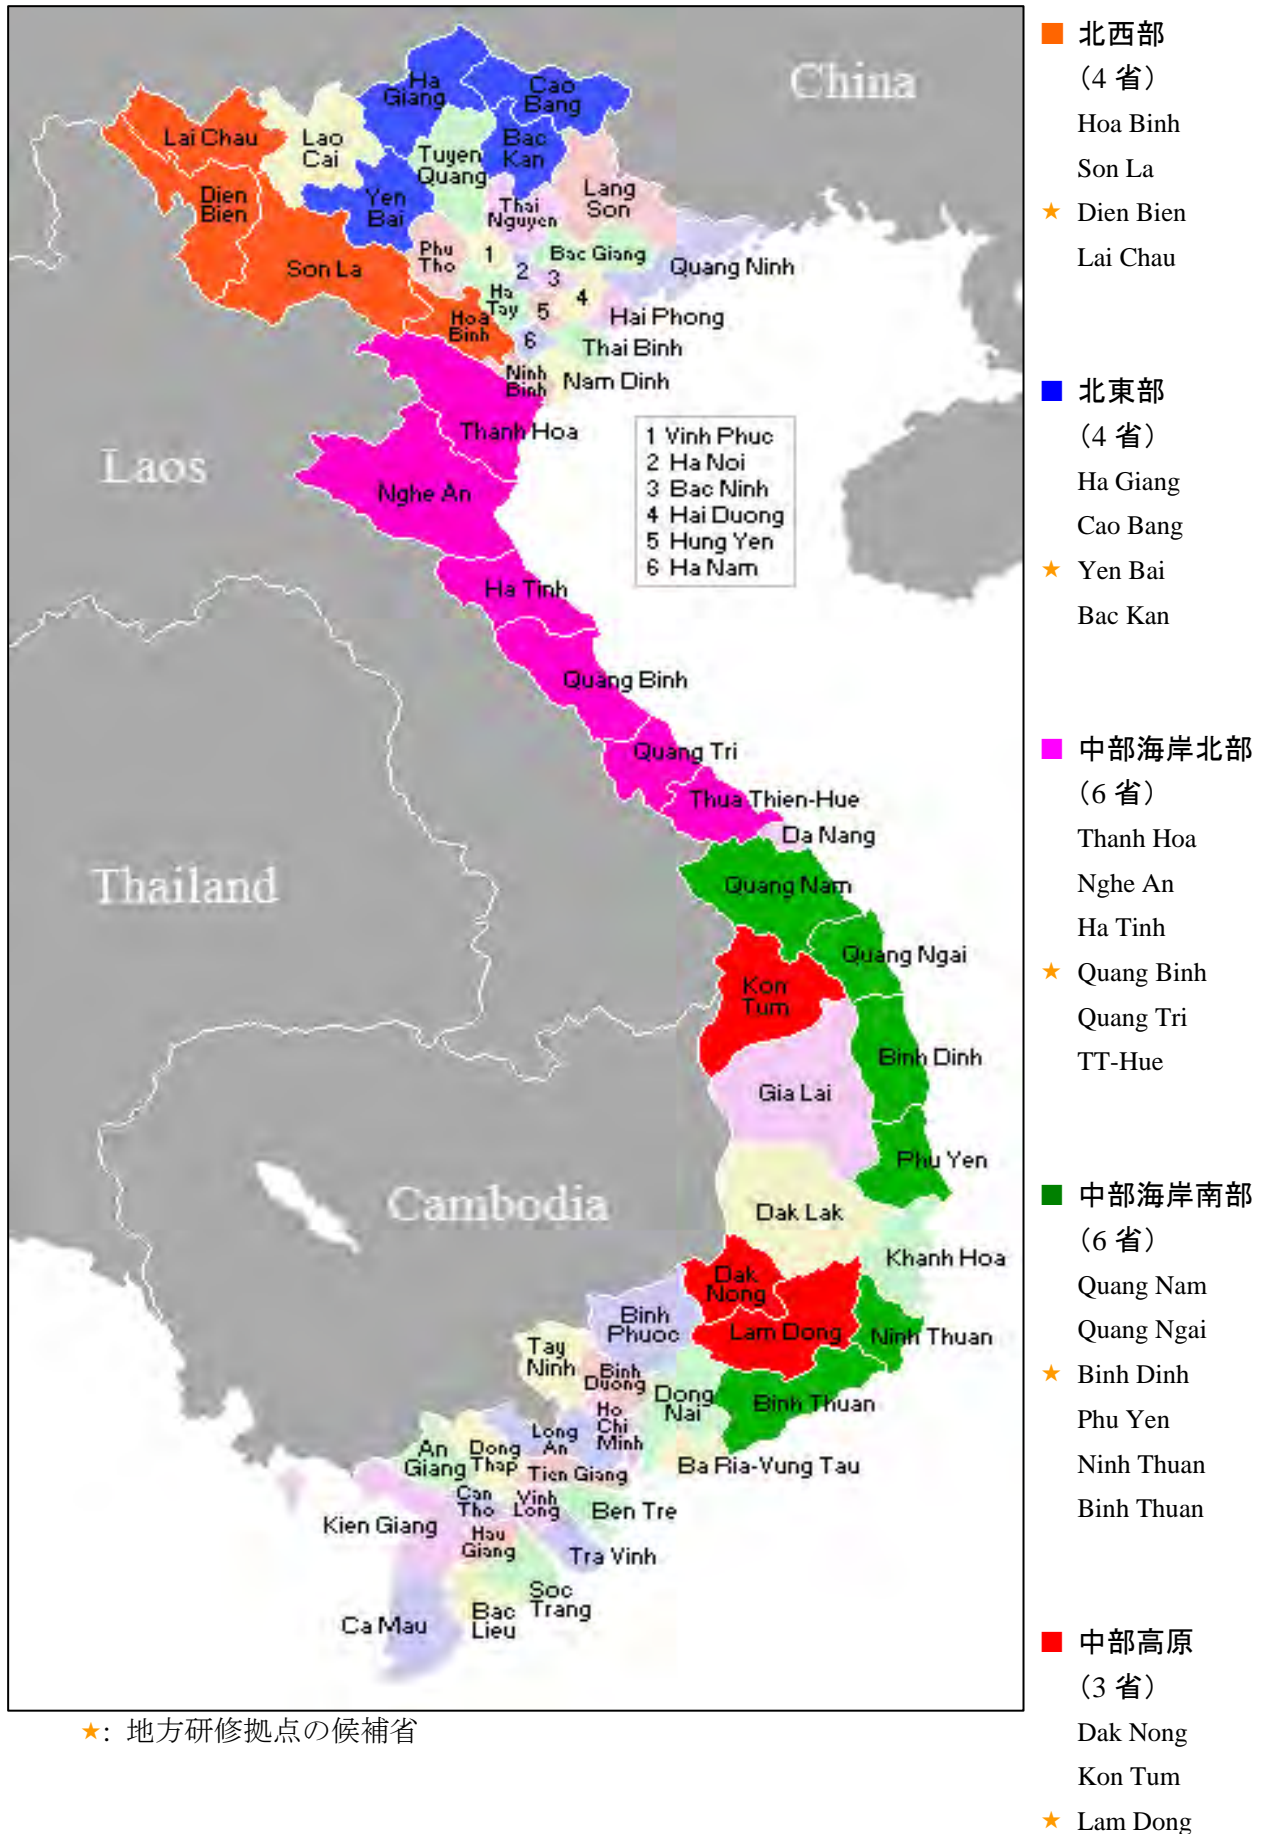 China
Ha
Giang
Cao
Bang
Lai Chau
Lao
Cai
Tuyen
Quang
Bac
Kan
Lang
Son
Dien
Bien
Yen
Bai
Thai
Nguyen
Phu
Tho
1
Bac Giang
Quang Ninh
Son La
2
3
4
Ha
Tay
5
Hai Phong
Hoa
Binh
6
Thai Binh
Ninh
Binh
Nam Dinh
Thanh Hoa
Laos
Nghe An
1 Vinh Phuc
2 Ha Noi
3 Bac Ninh
4 Hai Duong
5 Hung Yen
6 Ha Nam
Ha Tinh
Quang Binh
Quang Tri
Thua Thien-Hue
Da Nang
Thailand
Quang Nam
Quang Ngai
Kon
Tum
Binh Dinh
Gia Lai
Phu Yen
Cambodia
Dak Lak
Khanh Hoa
Dak
Nong
Binh
Phuoc
Lam Dong
Ninh Thuan
Tay
Ninh
Binh
Duong
Dong
Nai
Binh Thuan
Ho
Chi
Minh
Long
An
An
Giang
Dong
Thap
Tien Giang
Ba Ria-Vung Tau
Can
Tho
Vinh
Long
Ben Tre
Kien Giang
Hau
Giang
Tra Vinh
Soc
Trang
Bac
Lieu
Ca Mau
★: 地方研修拠点の候補省
■ 北西部
（4 省）
Hoa Binh
Son La
★ Dien Bien
Lai Chau
■ 北東部
（4 省）
Ha Giang
Cao Bang
★ Yen Bai
Bac Kan
■ 中部海岸北部
（6 省）
Thanh Hoa
Nghe An
Ha Tinh
★ Quang Binh
Quang Tri
TT-Hue
■ 中部海岸南部
（6 省）
Quang Nam
Quang Ngai
★ Binh Dinh
Phu Yen
Ninh Thuan
Binh Thuan
■ 中部高原
（3 省）
Dak Nong
Kon Tum
★ Lam Dong